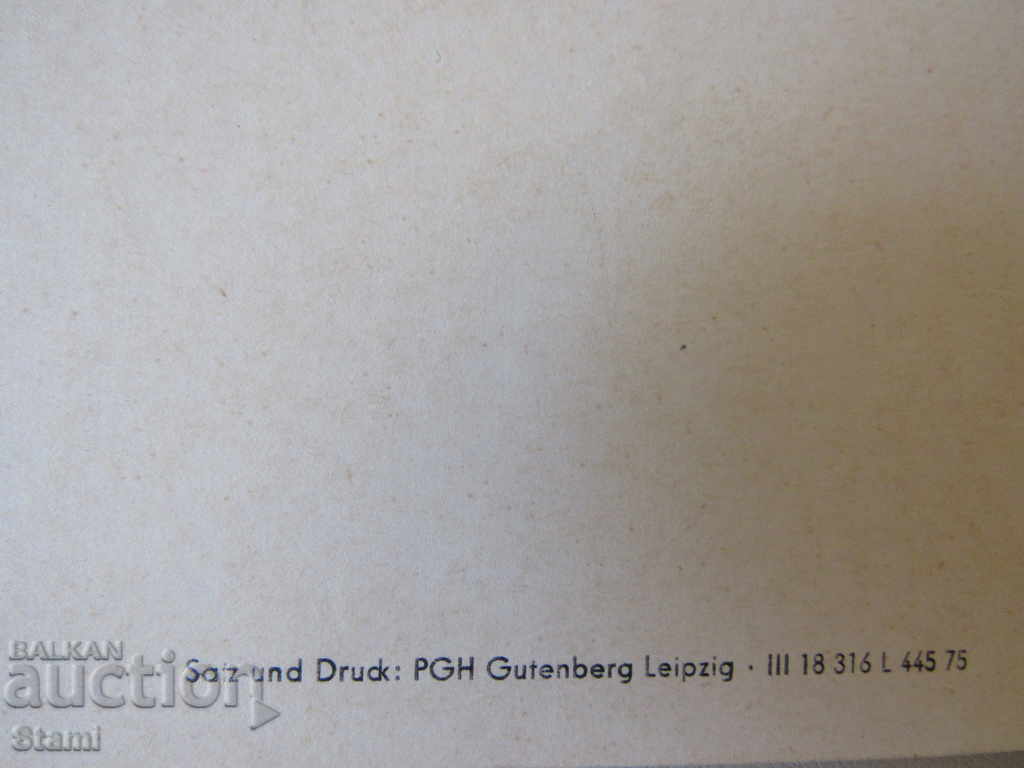 Satz und Druck: PGH Gutenberg Leipzig · III 18 316 L 445 75
BALKAN
auction
Stami